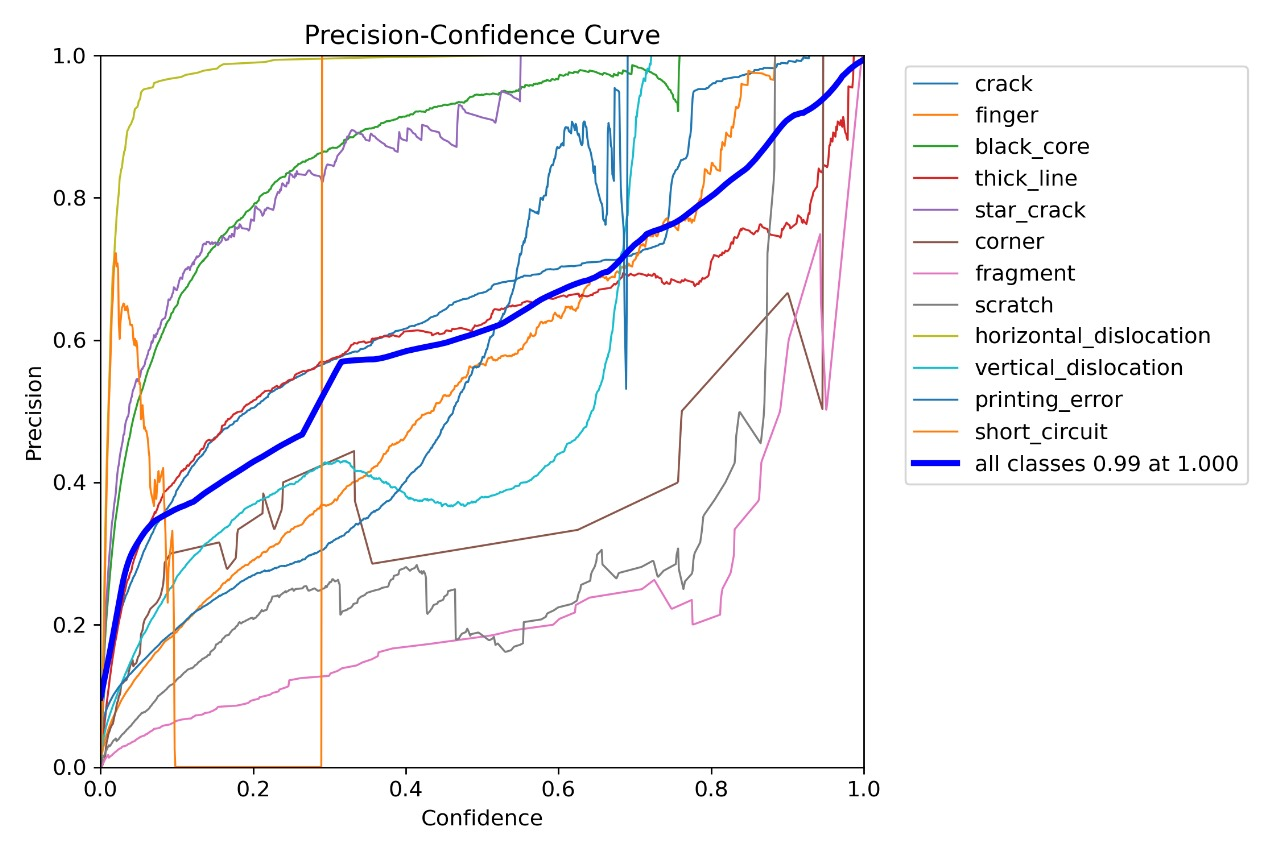 Precision-Confidence Curve
1.0
0.8
0.6
0.4
0.2
0.0
Precision
0.0 0.2 0.4 0.6 0.8 1.0
Confidence
crack
finger
black_core
thick_line
star_crack
corner
fragment
scratch
horizontal_dislocation
vertical_dislocation
printing_error
short_circuit
all classes 0.99 at 1.000